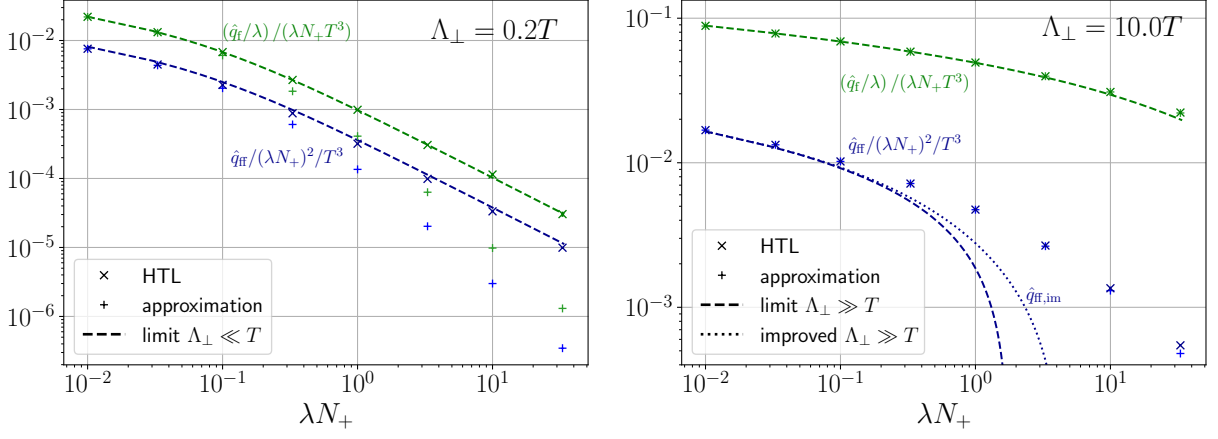 Λ⊥ = 0.2T
(q̂f/λ)/(λN+T³)
q̂ff/(λN+)²/T³
10⁻²
10⁻³
10⁻⁴
10⁻⁵
10⁻⁶
HTL
approximation
limit Λ⊥ ≪ T
10⁻² 10⁻¹ 10⁰ 10¹
λN+
Λ⊥ = 10.0T
(q̂f/λ)/(λN+T³)
q̂ff/(λN+)²/T³
q̂ff,im
10⁻¹
10⁻²
10⁻³
HTL
approximation
limit Λ⊥ ≫ T
improved Λ⊥ ≫ T
10⁻² 10⁻¹ 10⁰ 10¹
λN+